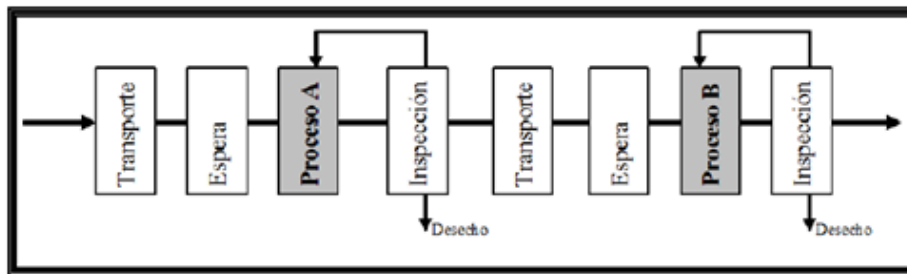 Transporte
Espera
Proceso A
Inspección
Desecho
Transporte
Espera
Proceso B
Inspección
Desecho